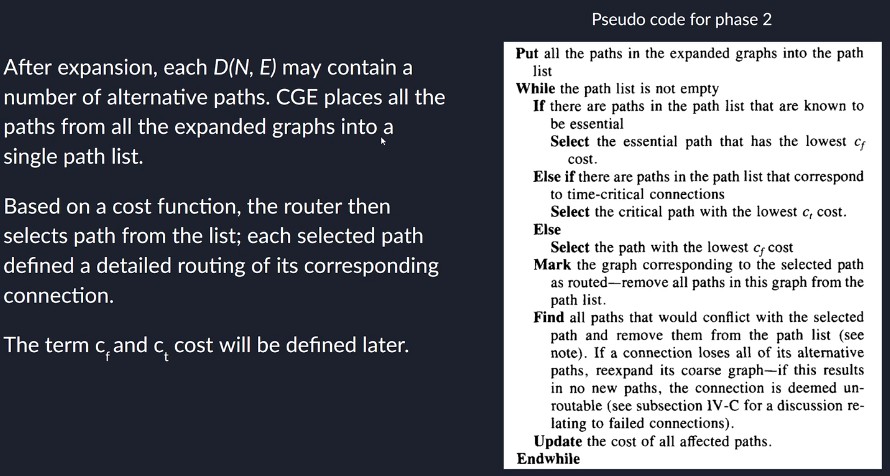 Pseudo code for phase 2
After expansion, each D(N, E) may contain a
number of alternative paths. CGE places all the
paths from all the expanded graphs into a
single path list.
Based on a cost function, the router then
selects path from the list; each selected path
defined a detailed routing of its corresponding
connection.
The term cf and ct cost will be defined later.
Put all the paths in the expanded graphs into the path
list
While the path list is not empty
If there are paths in the path list that are known to
be essential
Select the essential path that has the lowest cf
cost.
Else if there are paths in the path list that correspond
to time-critical connections
Select the critical path with the lowest ct cost.
Else
Select the path with the lowest cf cost
Mark the graph corresponding to the selected path
as routed—remove all paths in this graph from the
path list.
Find all paths that would conflict with the selected
path and remove them from the path list (see
note). If a connection loses all of its alternative
paths, reexpand its coarse graph—if this results
in no new paths, the connection is deemed un-
routable (see subsection IV-C for a discussion re-
lating to failed connections).
Update the cost of all affected paths.
Endwhile